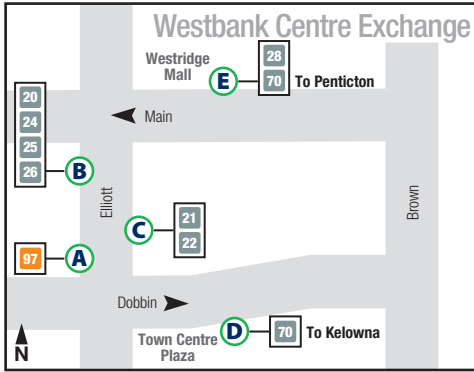 Westbank Centre Exchange
Westridge
Mall
E
28
70
To Penticton
20
24
25
26
B
Main
Elliott
Brown
C
21
22
97
A
Dobbin
Town Centre
Plaza
D
70
To Kelowna
N